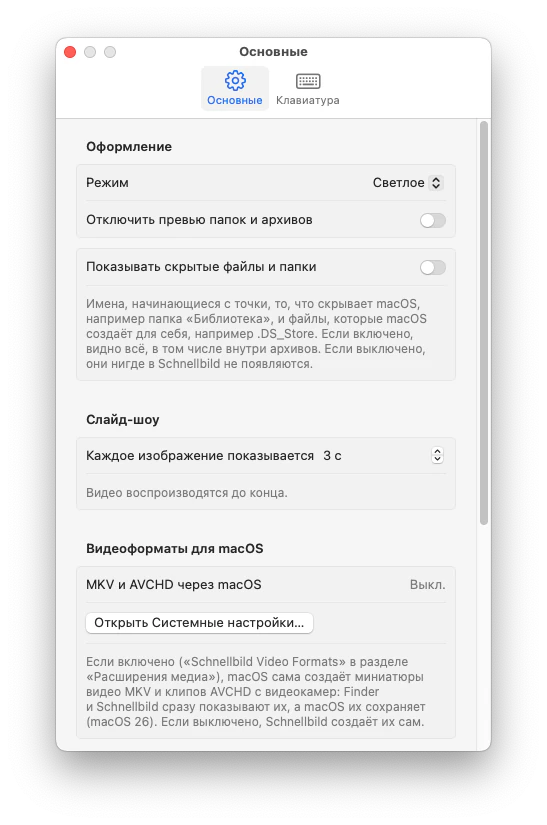 Основные
Основные
Клавиатура
Оформление
Режим
Светлое
Отключить превью папок и архивов
Показывать скрытые файлы и папки
Имена, начинающиеся с точки, то, что скрывает macOS,
например папка «Библиотека», и файлы, которые macOS
создаёт для себя, например .DS_Store. Если включено,
видно всё, в том числе внутри архивов. Если выключено,
они нигде в Schnellbild не появляются.
Слайд-шоу
Каждое изображение показывается 3 с
Видео воспроизводятся до конца.
Видеоформаты для macOS
MKV и AVCHD через macOS
Выкл.
Открыть Системные настройки...
Если включено («Schnellbild Video Formats» в разделе
«Расширения медиа»), macOS сама создаёт миниатюры
видео MKV и клипов AVCHD с видеокамер: Finder
и Schnellbild сразу показывают их, а macOS их сохраняет
(macOS 26). Если выключено, Schnellbild создаёт их сам.